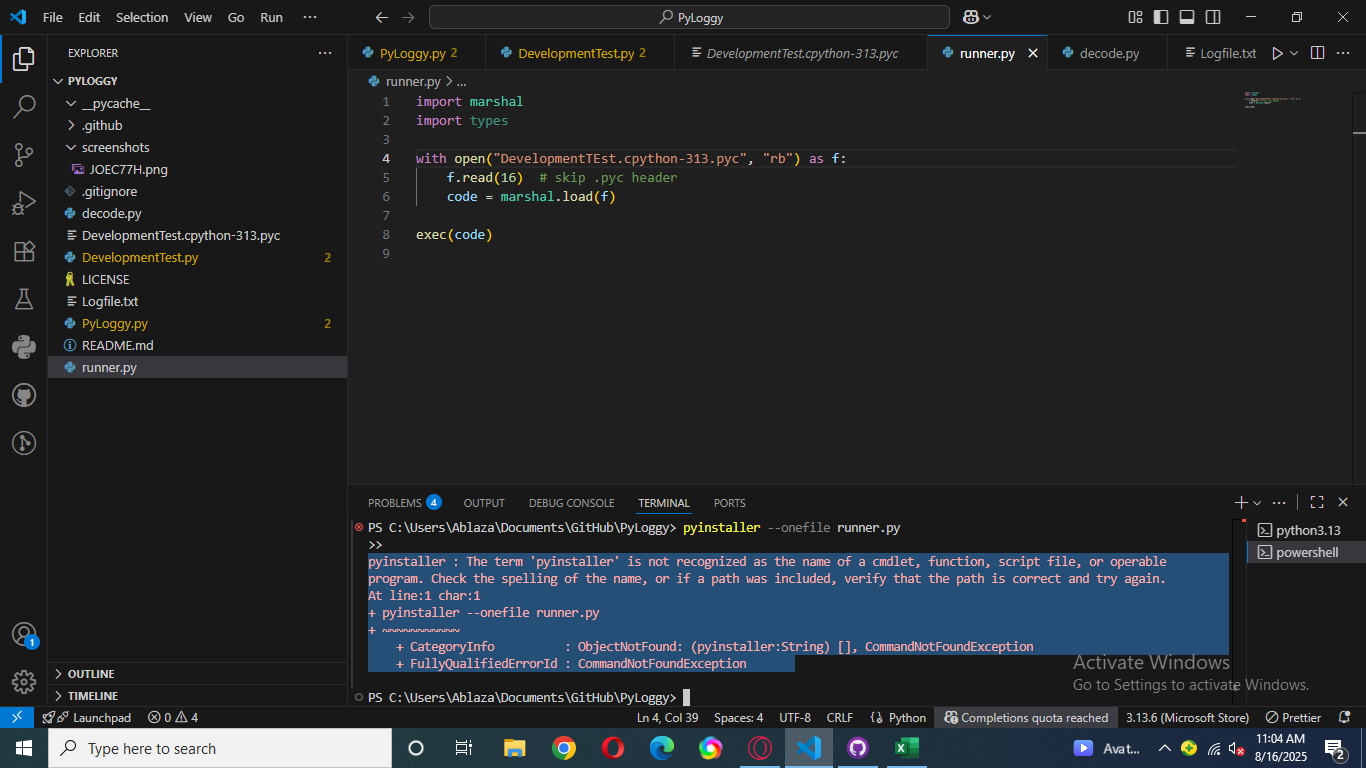 File Edit Selection View Go Run ··· PyLoggy
EXPLORER ···
PYLOGGY
__pycache__
.github
screenshots
JOEC77H.png
.gitignore
decode.py
DevelopmentTest.cpython-313.pyc
DevelopmentTest.py 2
LICENSE
Logfile.txt
PyLoggy.py 2
README.md
runner.py
OUTLINE
TIMELINE
PyLoggy.py 2 DevelopmentTest.py 2 DevelopmentTest.cpython-313.pyc runner.py decode.py Logfile.txt
runner.py > ...
1 import marshal
2 import types
3
4 with open("DevelopmentTEst.cpython-313.pyc", "rb") as f:
5 f.read(16) # skip .pyc header
6 code = marshal.load(f)
7
8 exec(code)
9
PROBLEMS 4 OUTPUT DEBUG CONSOLE TERMINAL PORTS
PS C:\Users\Ablaza\Documents\GitHub\PyLoggy> pyinstaller --onefile runner.py
>>
pyinstaller : The term 'pyinstaller' is not recognized as the name of a cmdlet, function, script file, or operable
program. Check the spelling of the name, or if a path was included, verify that the path is correct and try again.
At line:1 char:1
+ pyinstaller --onefile runner.py
+ ~~~~~~~~~~~
+ CategoryInfo : ObjectNotFound: (pyinstaller:String) [], CommandNotFoundException
+ FullyQualifiedErrorId : CommandNotFoundException
PS C:\Users\Ablaza\Documents\GitHub\PyLoggy>
python3.13
powershell
Activate Windows
Go to Settings to activate Windows.
1
Launchpad 0 4 Ln 4, Col 39 Spaces: 4 UTF-8 CRLF {} Python Completions quota reached 3.13.6 (Microsoft Store) Prettier
Type here to search
Avat...
11:04 AM
8/16/2025
2